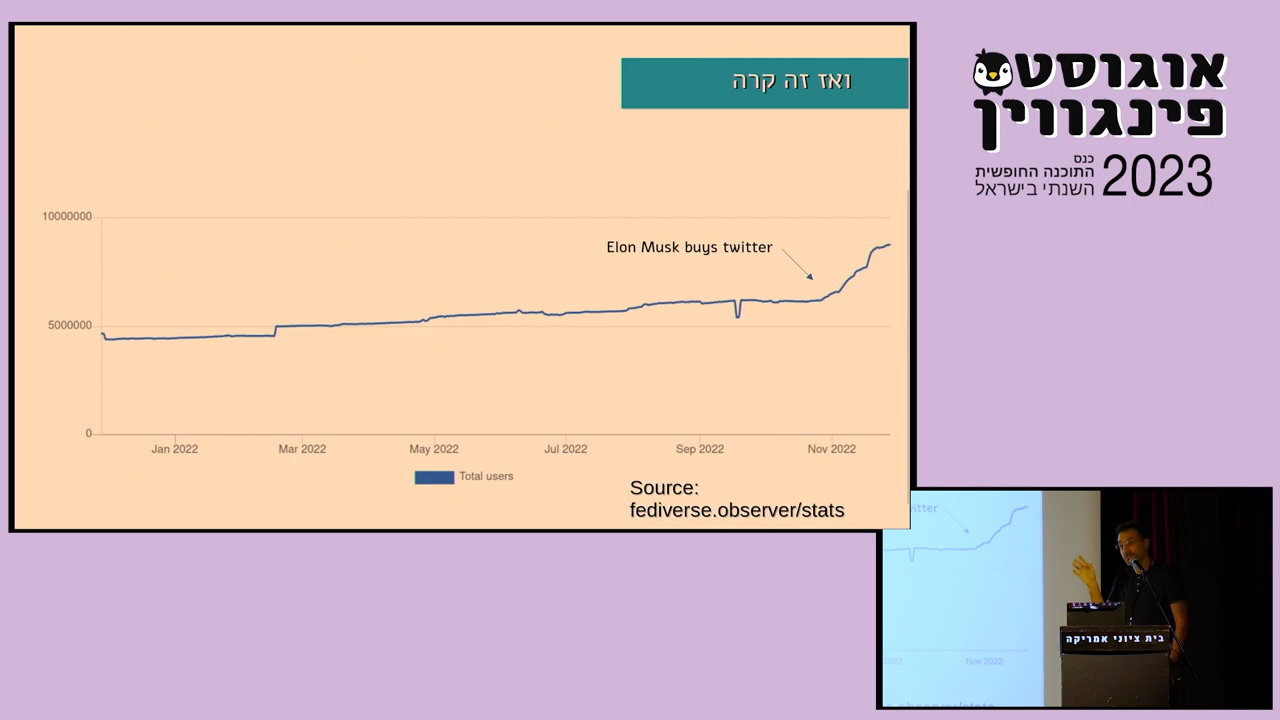 ואז זה קרה
10000000
Elon Musk buys twitter
5000000
0
Jan 2022
Mar 2022
May 2022
Jul 2022
Sep 2022
Nov 2022
Total users
Source:
fediverse.observer/stats
אוגוסט
פינגווין
2023
כנס
התוכנה החופשית
השנתי בישראל
Nov 2022
בית ציוני אמריקה